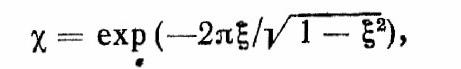 χ = exp (—2πξ/√1 — ξ²),